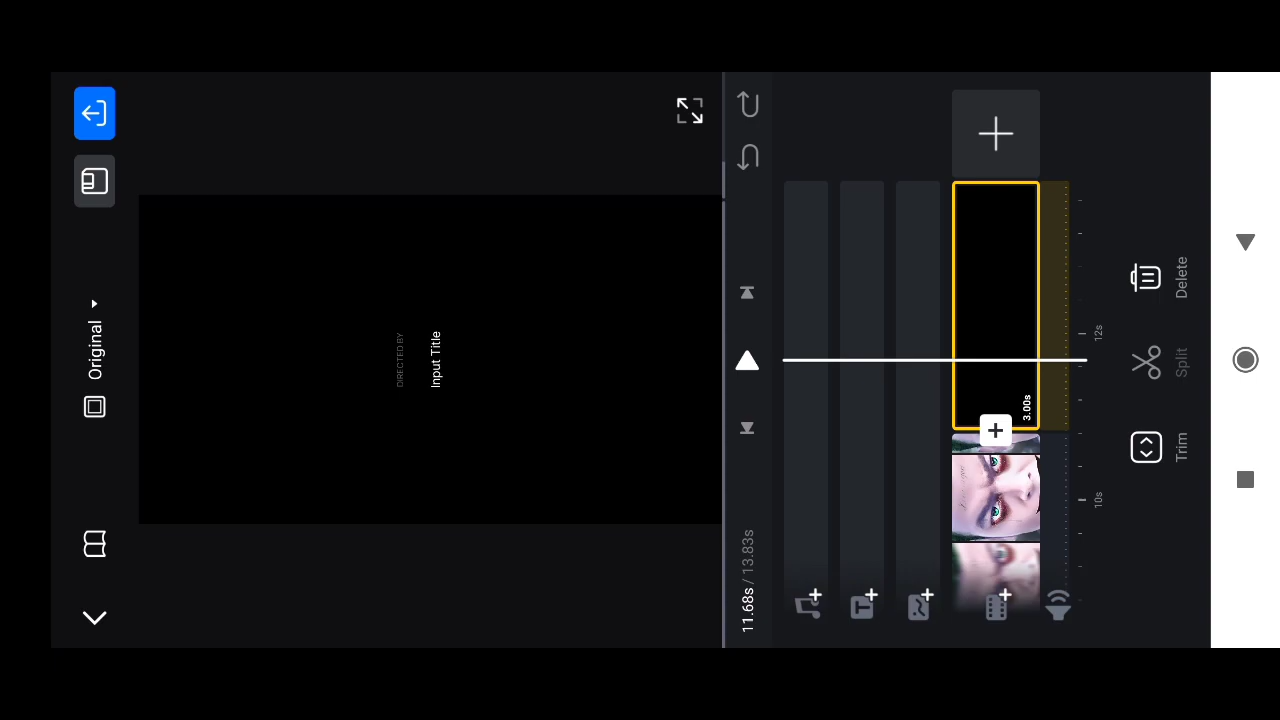 Original
DIRECTED BY
Input Title
11.68s / 13.83s
3.00s
10s
12s
Trim
Split
Delete